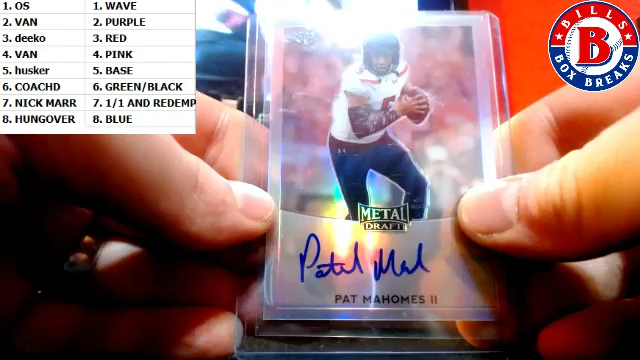 1. OS 1. WAVE
2. VAN 2. PURPLE
3. deeko 3. RED
4. VAN 4. PINK
5. husker 5. BASE
6. COACHD 6. GREEN/BLACK
7. NICK MARR 7. 1/1 AND REDEMP
8. HUNGOVER 8. BLUE
BILLS
B
BOX BREAKS
METAL
DRAFT
PAT MAHOMES II